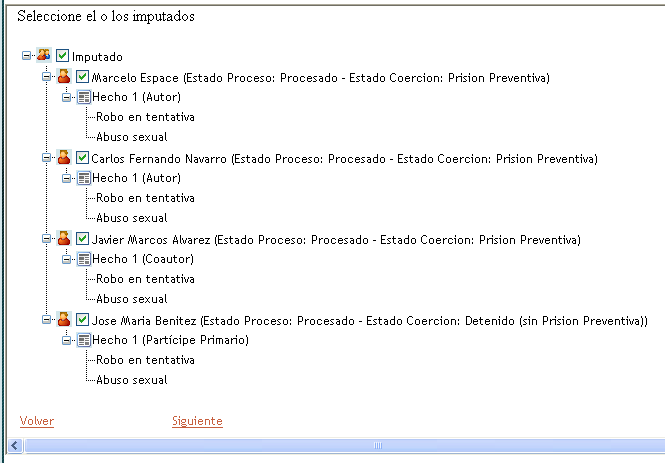 Seleccione el o los imputados
Imputado
Marcelo Espace (Estado Proceso: Procesado - Estado Coercion: Prision Preventiva)
Hecho 1 (Autor)
Robo en tentativa
Abuso sexual
Carlos Fernando Navarro (Estado Proceso: Procesado - Estado Coercion: Prision Preventiva)
Hecho 1 (Autor)
Robo en tentativa
Abuso sexual
Javier Marcos Alvarez (Estado Proceso: Procesado - Estado Coercion: Prision Preventiva)
Hecho 1 (Coautor)
Robo en tentativa
Abuso sexual
Jose Maria Benitez (Estado Proceso: Procesado - Estado Coercion: Detenido (sin Prision Preventiva))
Hecho 1 (Partícipe Primario)
Robo en tentativa
Abuso sexual
Volver Siguiente